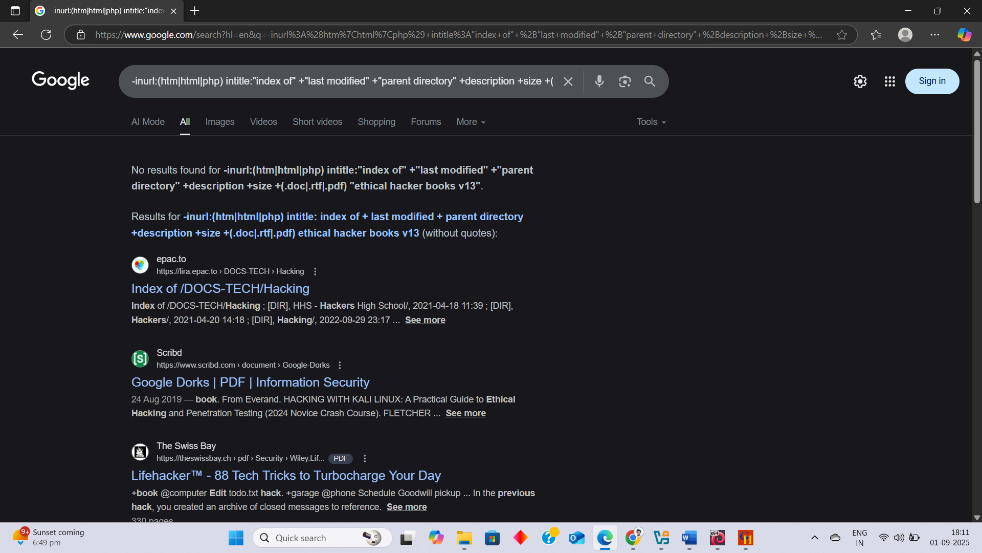 -inurl:(htm|html|php) intitle:"inde
https://www.google.com/search?hl=en&q=-inurl%3A%28htm%7Chtml%7Cphp%29+intitle%3A"index+of"+%2B"last+modified"+%2B"parent+directory"+%2Bdescription+%2Bsize+%...
Google
-inurl:(htm|html|php) intitle:"index of" +"last modified" +"parent directory" +description +size +(
Sign in
AI Mode
All
Images
Videos
Short videos
Shopping
Forums
More
Tools
No results found for -inurl:(htm|html|php) intitle:"index of" +"last modified" +"parent
directory" +description +size +(.doc|.rtf|.pdf) "ethical hacker books v13".
Results for -inurl:(htm|html|php) intitle: index of + last modified + parent directory
+description +size +(.doc|.rtf|.pdf) ethical hacker books v13 (without quotes):
epac.to
https://lira.epac.to › DOCS-TECH › Hacking
Index of /DOCS-TECH/Hacking
Index of /DOCS-TECH/Hacking ; [DIR], HHS - Hackers High School/, 2021-04-18 11:39 ; [DIR],
Hackers/, 2021-04-20 14:18 ; [DIR], Hacking/, 2022-09-29 23:17 ... See more
[S]
Scribd
https://www.scribd.com › document › Google-Dorks
Google Dorks | PDF | Information Security
24 Aug 2019 — book. From Everand. HACKING WITH KALI LINUX: A Practical Guide to Ethical
Hacking and Penetration Testing (2024 Novice Crash Course). FLETCHER ... See more
The Swiss Bay
https://theswissbay.ch › pdf › Security › Wiley.Lif... PDF
Lifehacker™ - 88 Tech Tricks to Turbocharge Your Day
+book @computer Edit todo.txt hack. +garage @phone Schedule Goodwill pickup ... In the previous
hack, you created an archive of closed messages to reference. See more
330 pages
9+
Sunset coming
6:49 pm
Quick search
ENG
IN
18:11
01-09-2025